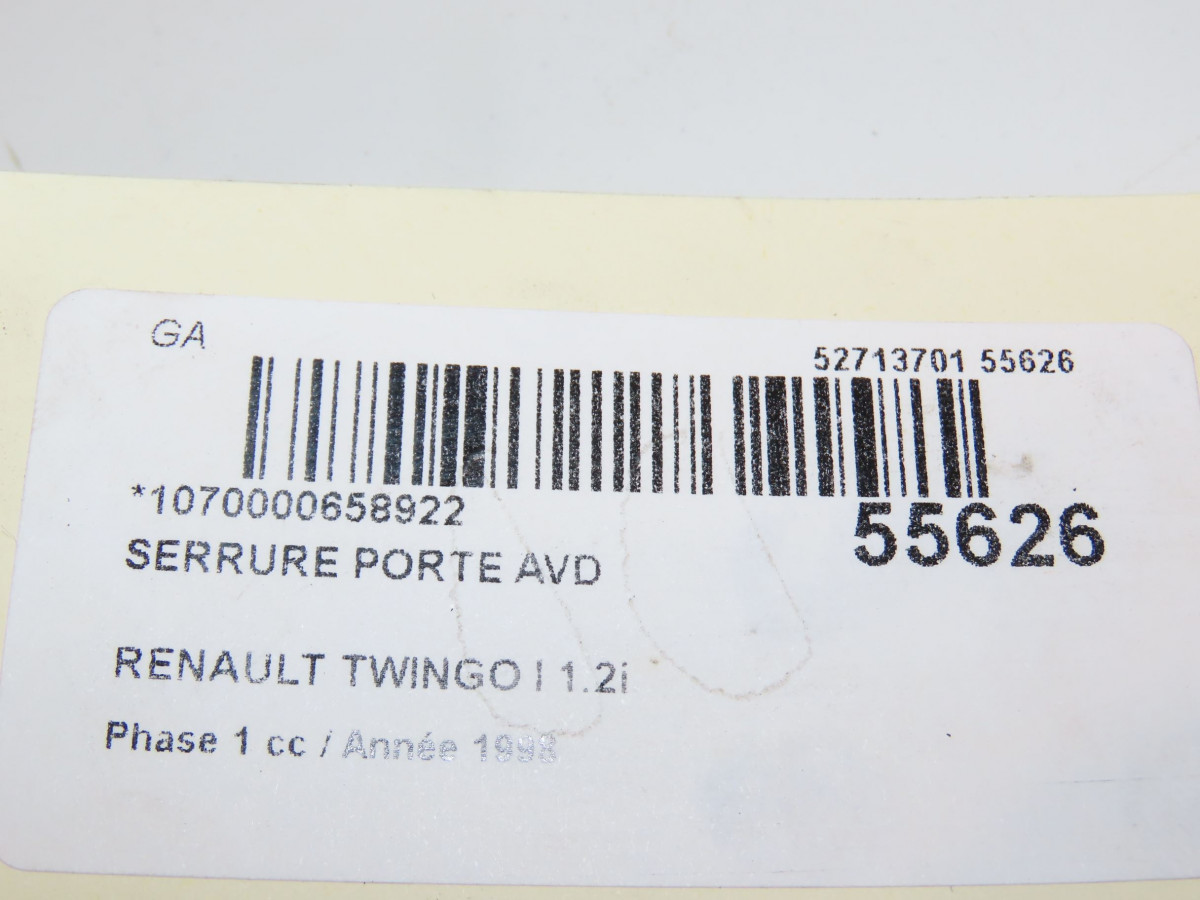 GA
52713701 55626
*1070000658922
55626
SERRURE PORTE AVD
RENAULT TWINGO I 1.2i
Phase 1 cc / Année 1998